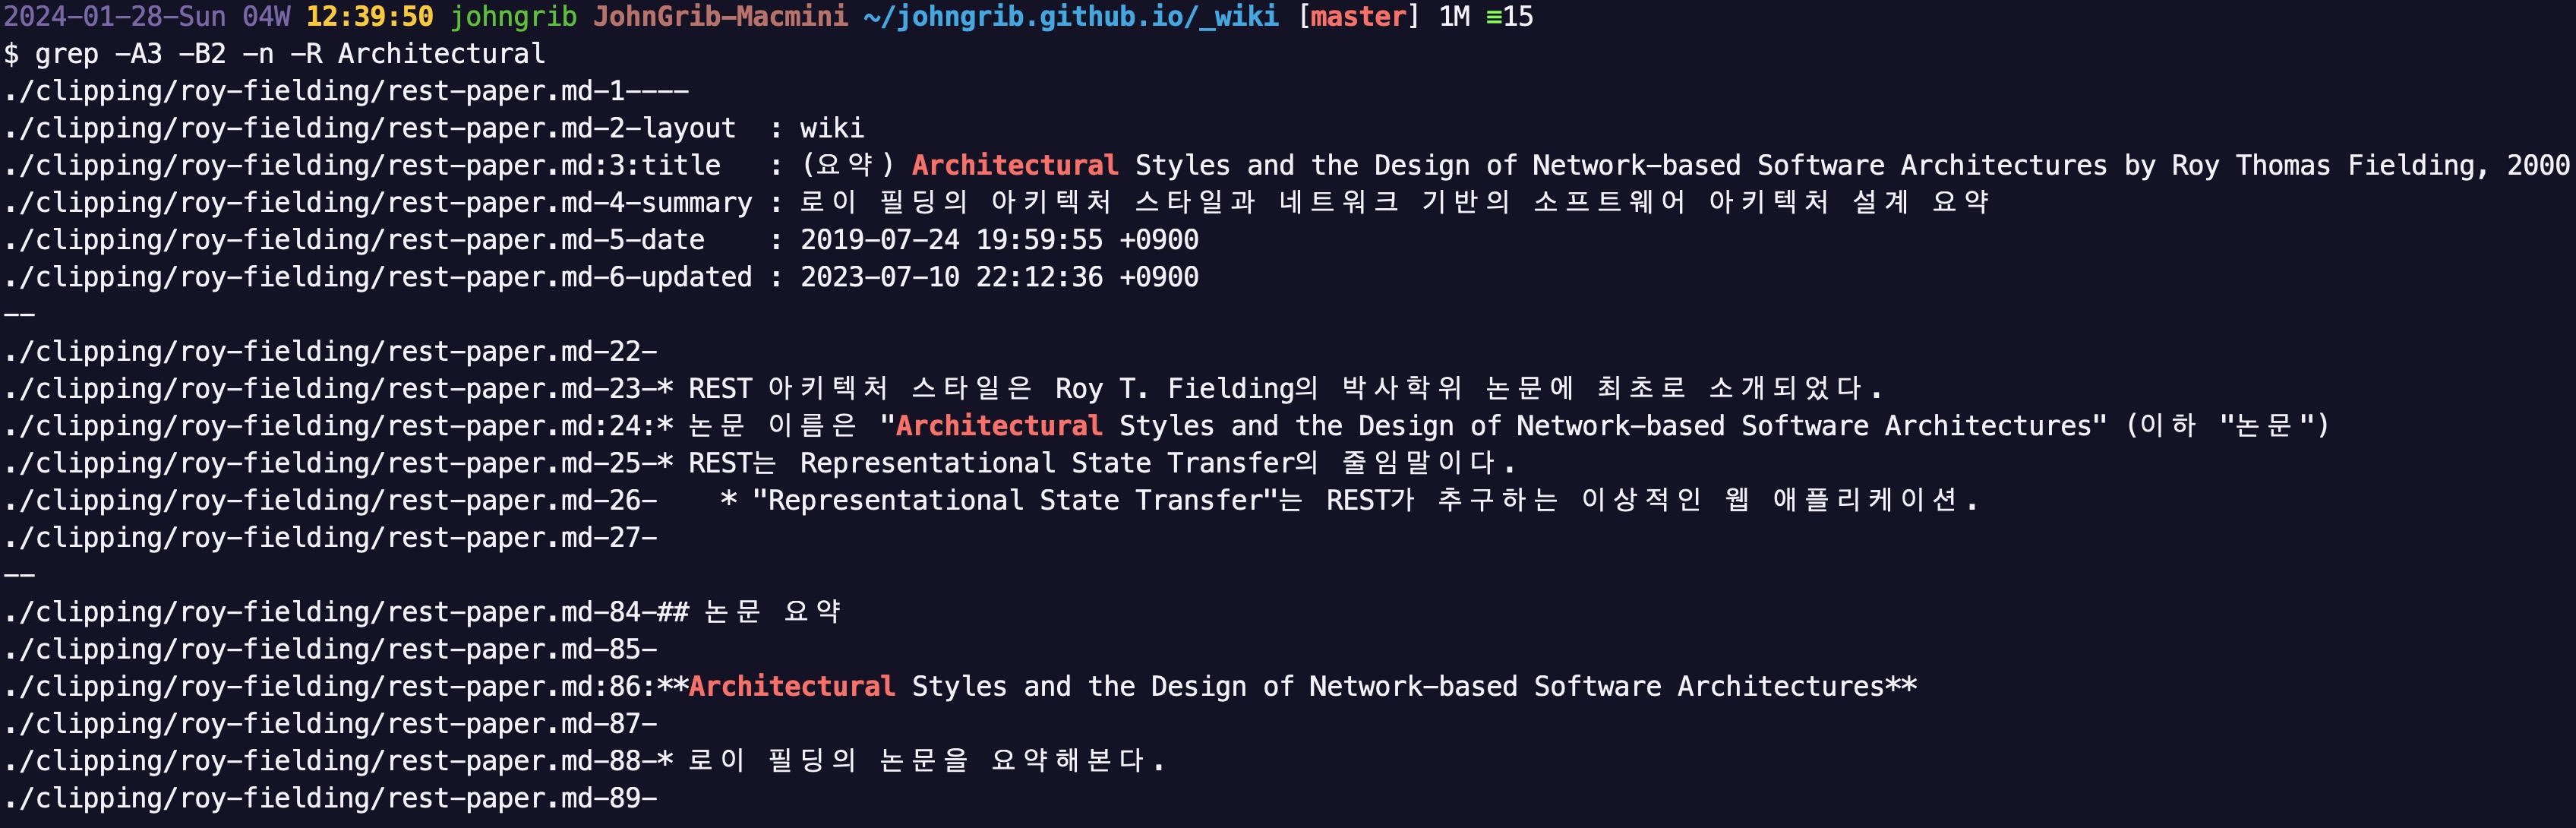 2024-01-28-Sun 04W 12:39:50 johngrib JohnGrib-Macmini ~/johngrib.github.io/_wiki [master] 1M ≡15
$ grep -A3 -B2 -n -R Architectural
./clipping/roy-fielding/rest-paper.md-1----
./clipping/roy-fielding/rest-paper.md-2-layout  : wiki
./clipping/roy-fielding/rest-paper.md:3:title   : (요약) Architectural Styles and the Design of Network-based Software Architectures by Roy Thomas Fielding, 2000
./clipping/roy-fielding/rest-paper.md-4-summary : 로이 필딩의 아키텍처 스타일과 네트워크 기반의 소프트웨어 아키텍처 설계 요약
./clipping/roy-fielding/rest-paper.md-5-date    : 2019-07-24 19:59:55 +0900
./clipping/roy-fielding/rest-paper.md-6-updated : 2023-07-10 22:12:36 +0900
--
./clipping/roy-fielding/rest-paper.md-22-
./clipping/roy-fielding/rest-paper.md-23-* REST 아키텍처 스타일은 Roy T. Fielding의 박사학위 논문에 최초로 소개되었다.
./clipping/roy-fielding/rest-paper.md:24:* 논문 이름은 "Architectural Styles and the Design of Network-based Software Architectures" (이하 "논문")
./clipping/roy-fielding/rest-paper.md-25-* REST는 Representational State Transfer의 줄임말이다.
./clipping/roy-fielding/rest-paper.md-26-    * "Representational State Transfer"는 REST가 추구하는 이상적인 웹 애플리케이션.
./clipping/roy-fielding/rest-paper.md-27-
--
./clipping/roy-fielding/rest-paper.md-84-## 논문 요약
./clipping/roy-fielding/rest-paper.md-85-
./clipping/roy-fielding/rest-paper.md:86:**Architectural Styles and the Design of Network-based Software Architectures**
./clipping/roy-fielding/rest-paper.md-87-
./clipping/roy-fielding/rest-paper.md-88-* 로이 필딩의 논문을 요약해본다.
./clipping/roy-fielding/rest-paper.md-89-